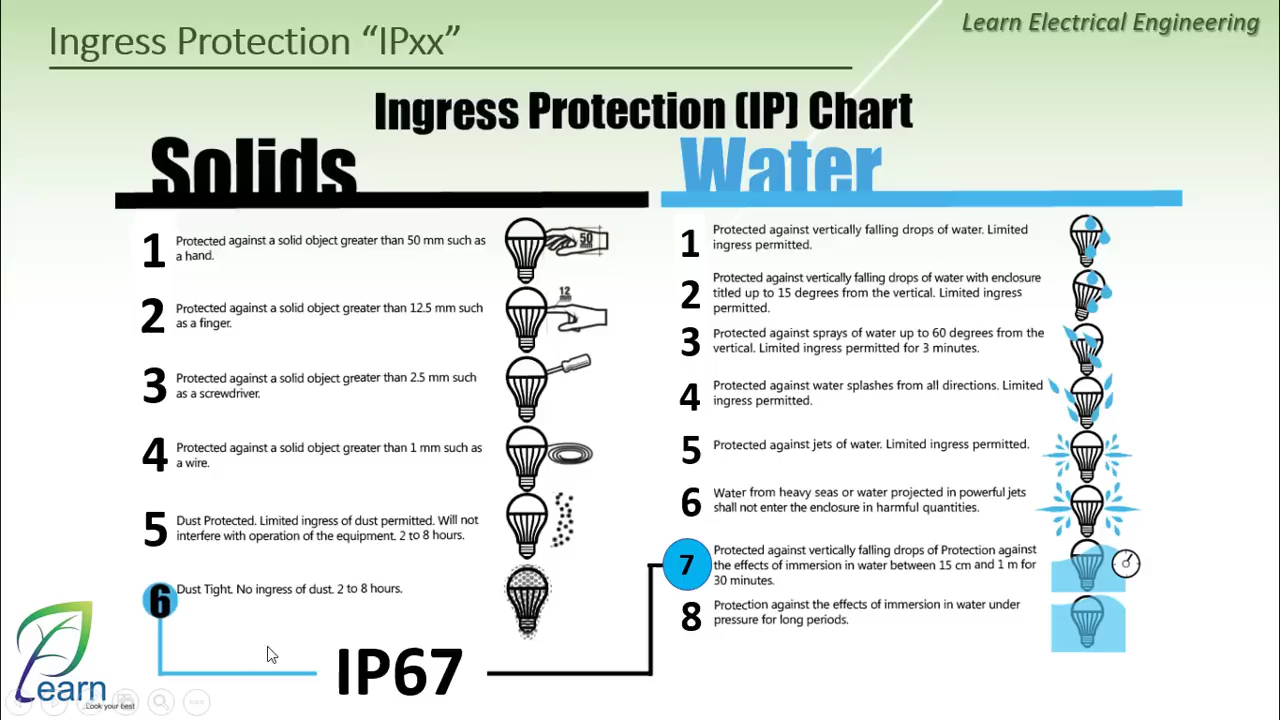 Ingress Protection “IPxx”
Learn Electrical Engineering
Ingress Protection (IP) Chart
Solids
1
Protected against a solid object greater than 50 mm such as
a hand.
50
2
Protected against a solid object greater than 12.5 mm such
as a finger.
12
3
Protected against a solid object greater than 2.5 mm such
as a screwdriver.
4
Protected against a solid object greater than 1 mm such as
a wire.
5
Dust Protected. Limited ingress of dust permitted. Will not
interfere with operation of the equipment. 2 to 8 hours.
6
Dust Tight. No ingress of dust. 2 to 8 hours.
Water
1
Protected against vertically falling drops of water. Limited
ingress permitted.
2
Protected against vertically falling drops of water with enclosure
titled up to 15 degrees from the vertical. Limited ingress
permitted.
3
Protected against sprays of water up to 60 degrees from the
vertical. Limited ingress permitted for 3 minutes.
4
Protected against water splashes from all directions. Limited
ingress permitted.
5
Protected against jets of water. Limited ingress permitted.
6
Water from heavy seas or water projected in powerful jets
shall not enter the enclosure in harmful quantities.
7
Protected against vertically falling drops of Protection against
the effects of immersion in water between 15 cm and 1 m for
30 minutes.
8
Protection against the effects of immersion in water under
pressure for long periods.
IP67
Learn
Look your best